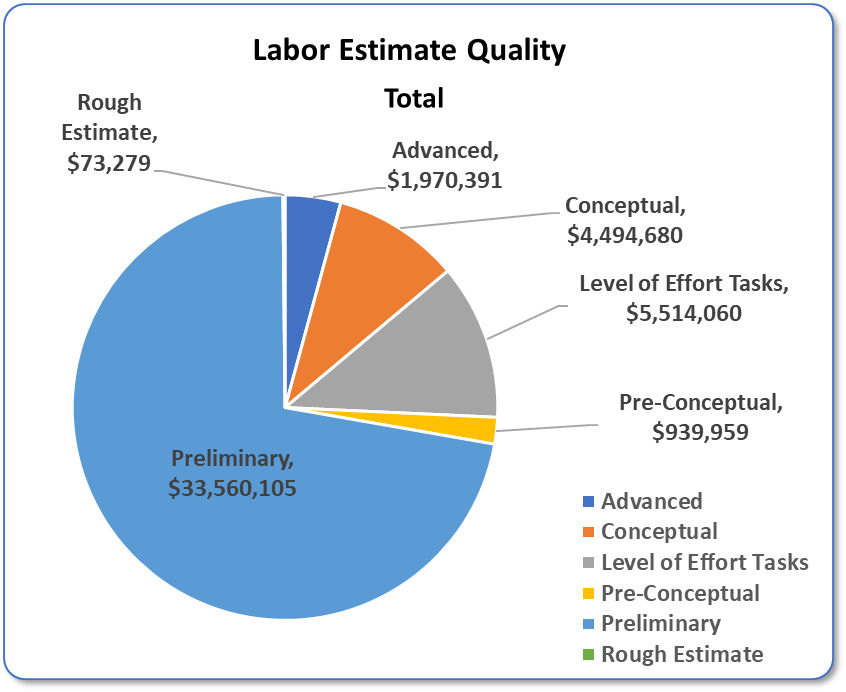 Labor Estimate Quality
Total
Rough
Estimate,
$73,279
Advanced,
$1,970,391
Conceptual,
$4,494,680
Level of Effort Tasks,
$5,514,060
Pre-Conceptual,
$939,959
Preliminary,
$33,560,105
Advanced
Conceptual
Level of Effort Tasks
Pre-Conceptual
Preliminary
Rough Estimate